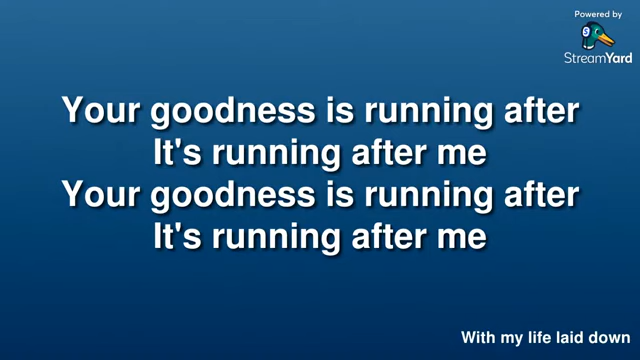 Powered by
StreamYard
Your goodness is running after
It's running after me
Your goodness is running after
It's running after me
With my life laid down